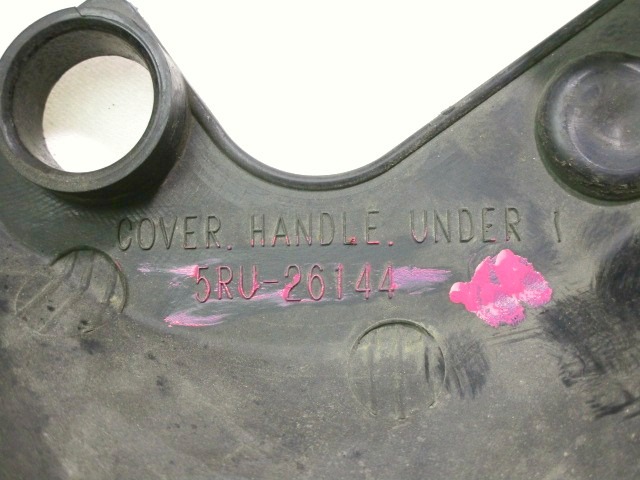 COVER. HANDLE. UNDER 1
5RU-26144